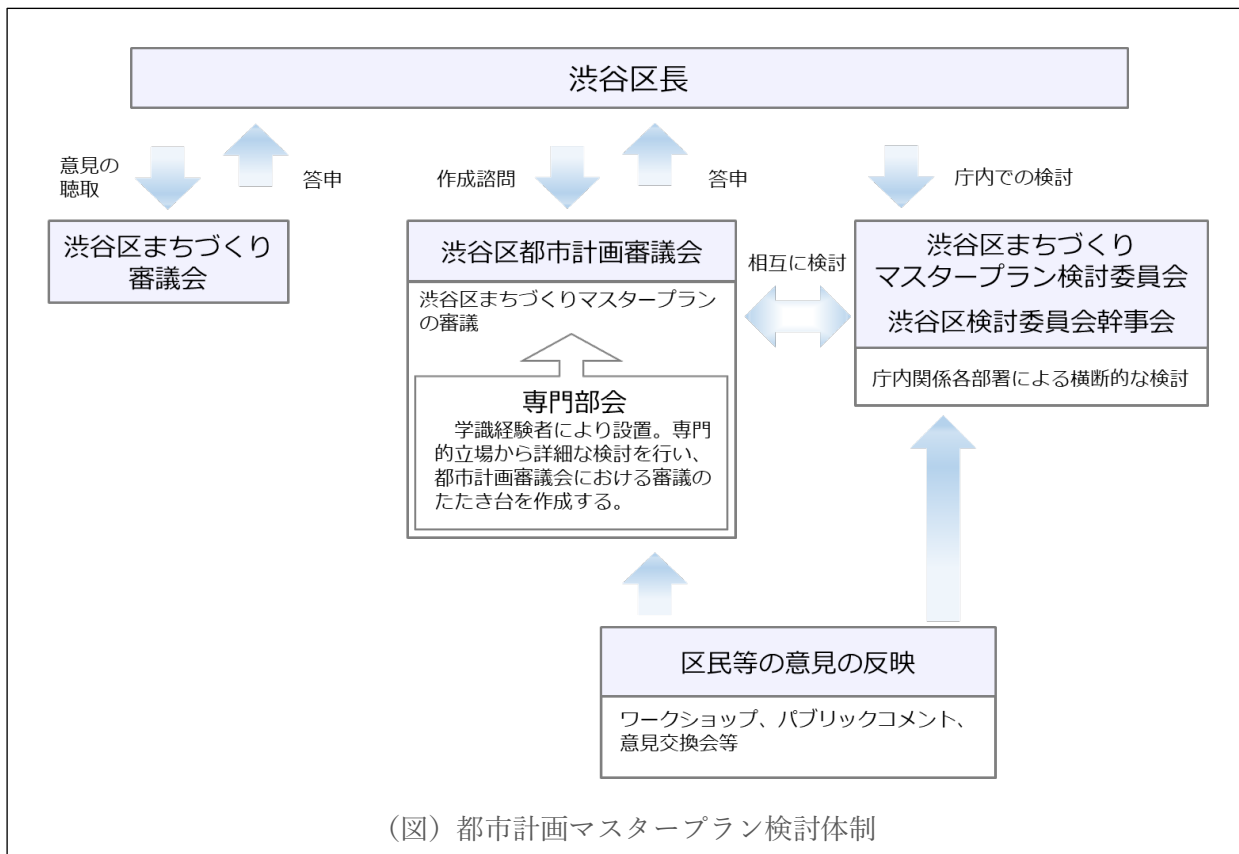 渋谷区長
意見の
聴取
答申
作成諮問
答申
庁内での検討
渋谷区まちづくり
審議会
渋谷区都市計画審議会
渋谷区まちづくりマスタープラン
の審議
専門部会
学識経験者により設置。専門
的立場から詳細な検討を行い、
都市計画審議会における審議の
たたき台を作成する。
相互に検討
渋谷区まちづくり
マスタープラン検討委員会
渋谷区検討委員会幹事会
庁内関係各部署による横断的な検討
区民等の意見の反映
ワークショップ、パブリックコメント、
意見交換会等
（図）都市計画マスタープラン検討体制